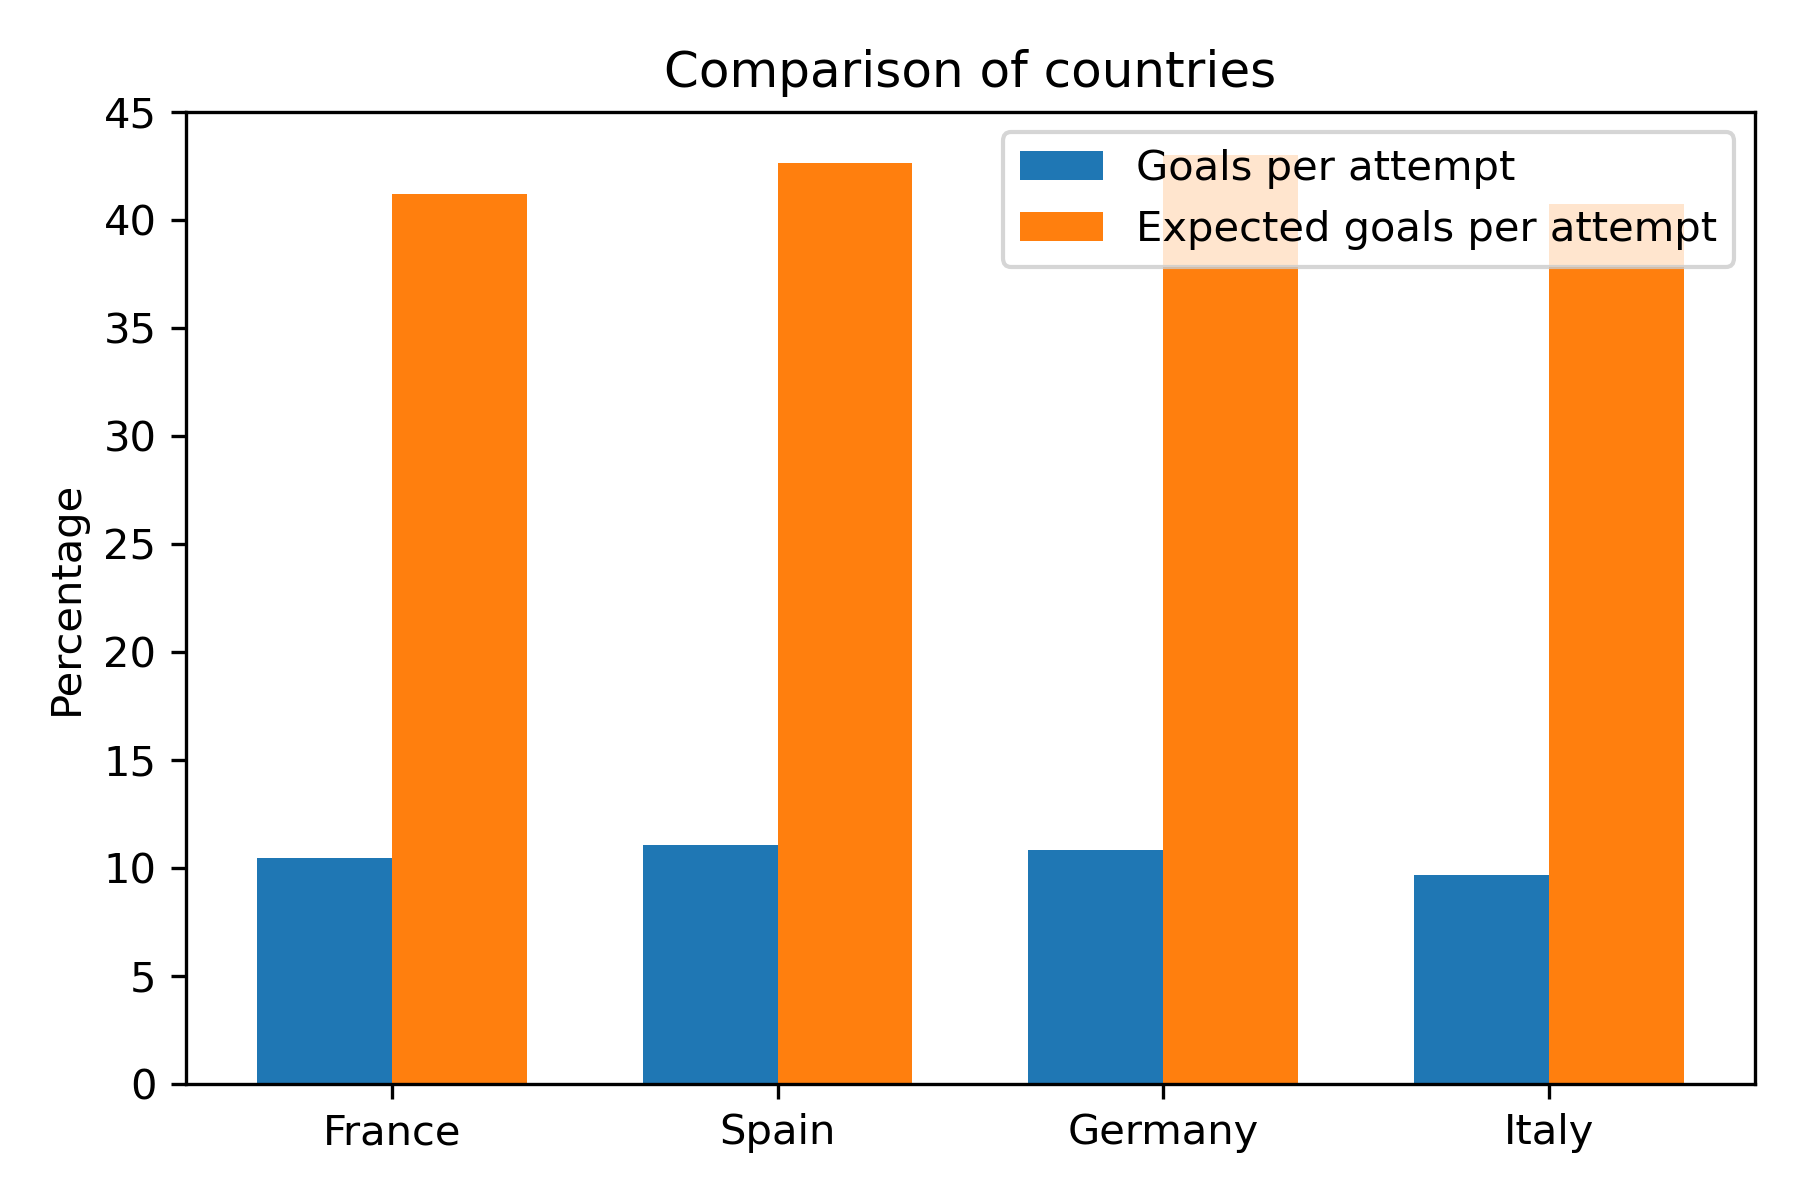 Comparison of countries
Goals per attempt
Expected goals per attempt
Percentage
45
40
35
30
25
20
15
10
5
0
France
Spain
Germany
Italy